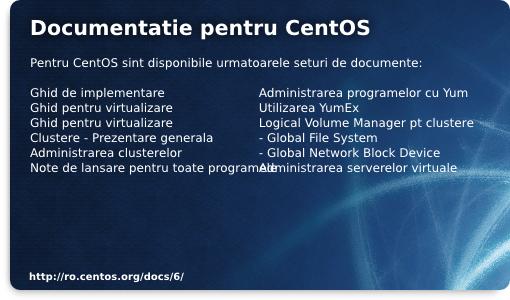 Documentatie pentru CentOS
Pentru CentOS sint disponibile urmatoarele seturi de documente:
Ghid de implementare
Ghid pentru virtualizare
Ghid pentru virtualizare
Clustere - Prezentare generala
Administrarea clusterelor
Note de lansare pentru toate programele
Administrarea programelor cu Yum
Utilizarea YumEx
Logical Volume Manager pt clustere
- Global File System
- Global Network Block Device
Administrarea serverelor virtuale
http://ro.centos.org/docs/6/